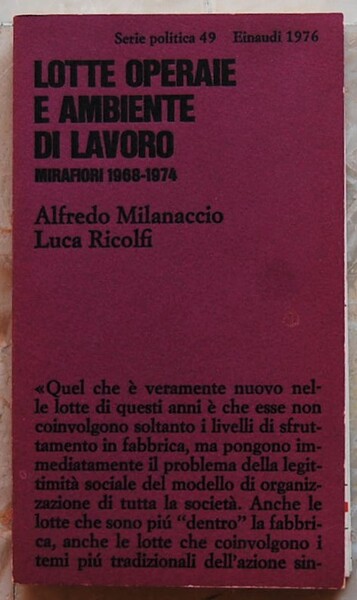 Serie politica 49 Einaudi 1976
LOTTE OPERAIE
E AMBIENTE
DI LAVORO
MIRAFIORI 1968-1974
Alfredo Milanaccio
Luca Ricolfi
«Quel che è veramente nuovo nel-
le lotte di questi anni è che esse non
coinvolgono soltanto i livelli di sfrut-
tamento in fabbrica, ma pongono im-
mediatamente il problema della legit-
timità sociale del modello di organiz-
zazione di tutta la società. Anche le
lotte che sono piú “dentro” la fabbri-
ca, anche le lotte che coinvolgono i
temi piú tradizionali dell'azione sin-